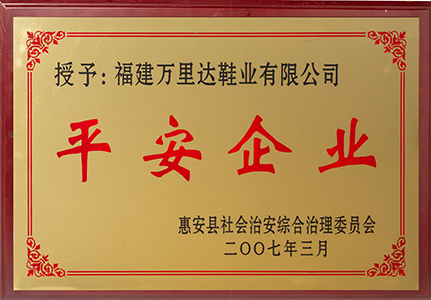 授予：福建万里达鞋业有限公司
平安企业
惠安县社会治安综合治理委员会
二〇〇七年三月